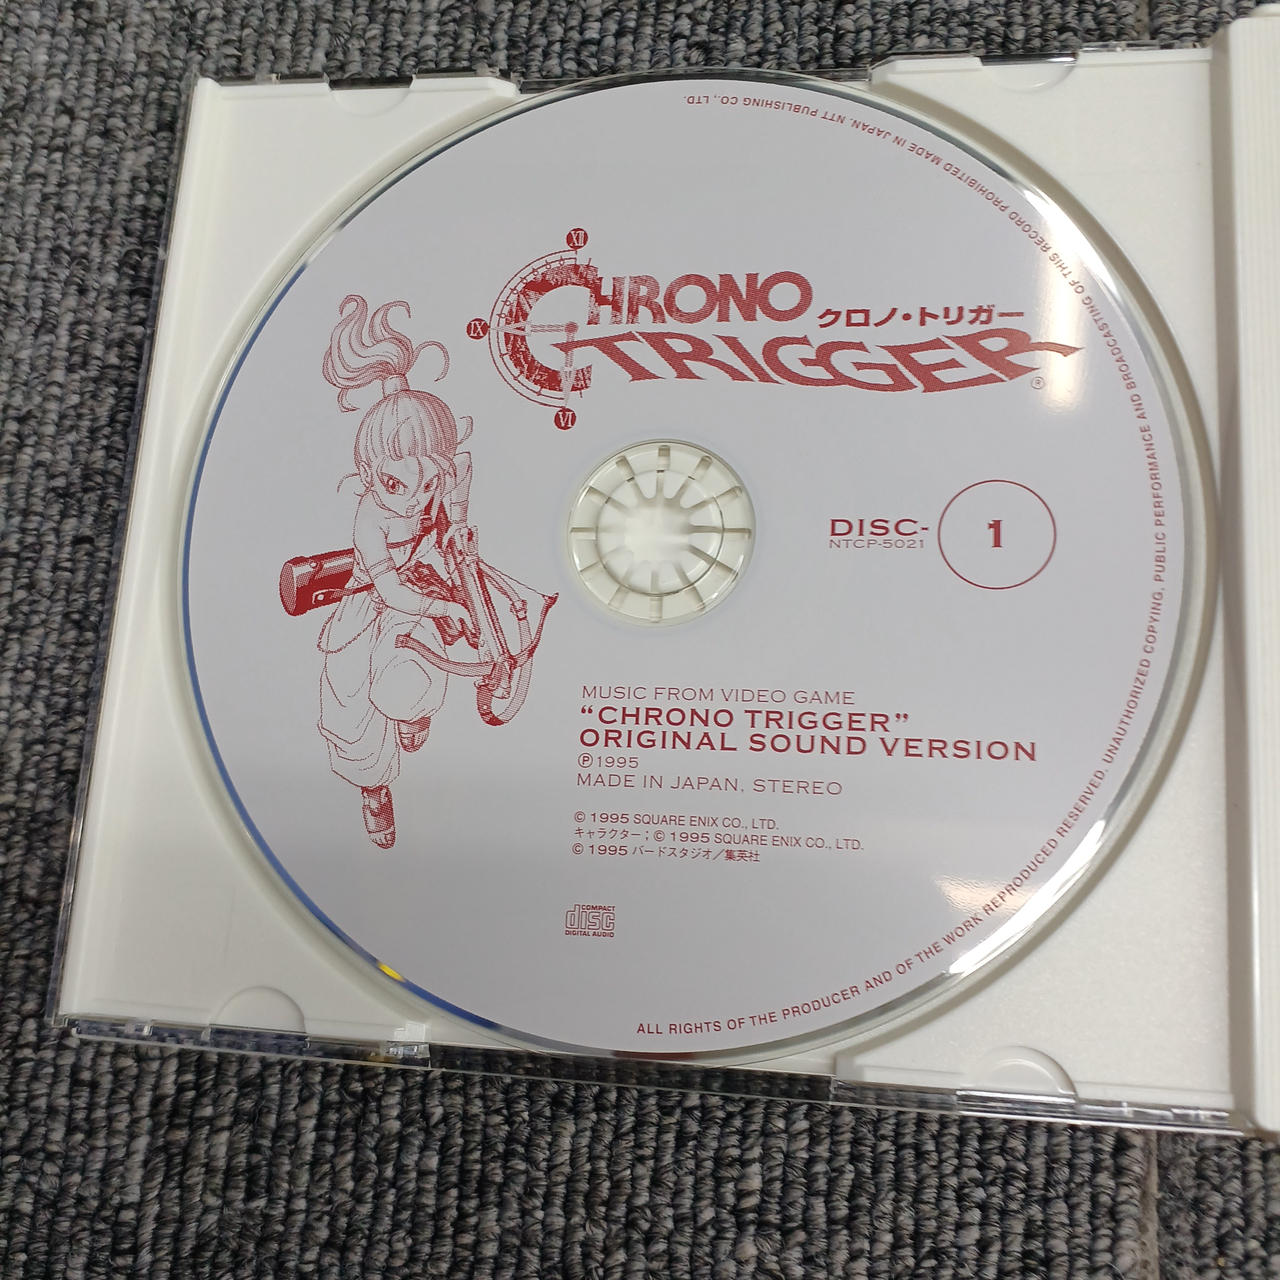 XII
IX
VI
CHRONO
クロノ・トリガー
TRIGGER®
DISC-1
NTCP-5021
MUSIC FROM VIDEO GAME
“CHRONO TRIGGER”
ORIGINAL SOUND VERSION
℗1995
MADE IN JAPAN, STEREO
© 1995 SQUARE ENIX CO., LTD.
キャラクター；© 1995 SQUARE ENIX CO., LTD.
© 1995 バードスタジオ／集英社
COMPACT
disc
DIGITAL AUDIO
ALL RIGHTS OF THE PRODUCER AND OF THE WORK REPRODUCED RESERVED. UNAUTHORIZED COPYING, PUBLIC PERFORMANCE AND BROADCASTING OF THIS RECORD PROHIBITED MADE IN JAPAN. NTT PUBLISHING CO., LTD.